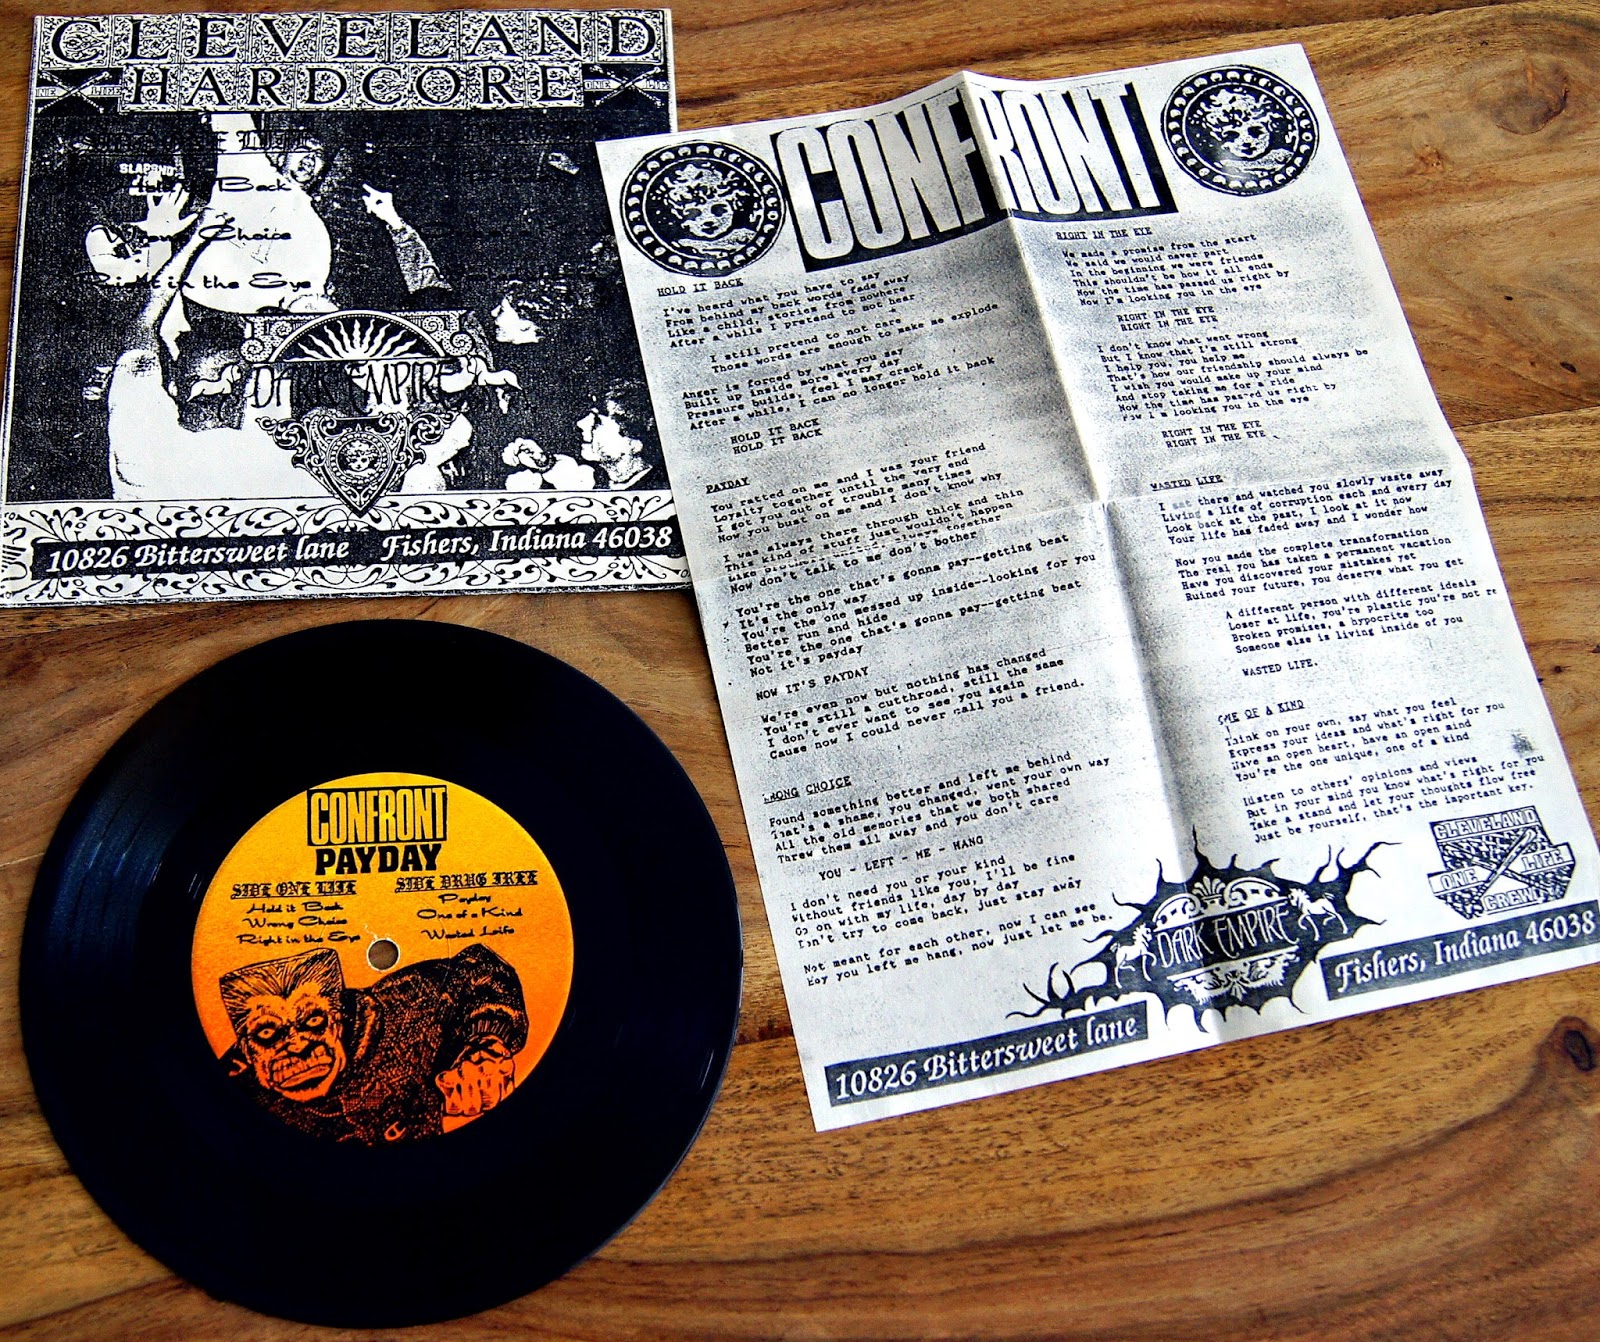 CLEVELAND
HARDCORE
ONE LIFE
ONE LIFE
SIDE ONE LIFE
SLAPSHOT
Hold it Back
Wrong Choice
Right in the Eye
DARK EMPIRE
10826 Bittersweet lane Fishers, Indiana 46038
CONFRONT
HOLD IT BACK
I've heard what you have to say
From behind my back words fade away
Like a child, stories from nowhere
After a while I pretend to not hear
I still pretend to not care
Those words are enough to make me explode
Anger is forced by what you say
Built up inside more every day
Pressure builds, feel I may crack
After a while, I can no longer hold it back
HOLD IT BACK
HOLD IT BACK
PAYDAY
You ratted on me and I was your friend
Loyalty together until the very end
I got you out of trouble many times
Now you bust on me and I don't know why
I was always there through thick and thin
This kind of stuff just wouldn't happen
Like brothers always together
Now don't talk to me don't bother
You're the one that's gonna pay--getting beat
It's the only way
You're the one messed up inside--looking for you
Better run and hide
You're the one that's gonna pay--getting beat
Not it's payday
NOW IT'S PAYDAY
We're even now but nothing has changed
You're still a cutthroad, still the same
I don't ever want to see you again
Cause now I could never call you a friend.
WRONG CHOICE
Found something better and left me behind
That's a shame, you changed, went your own way
All the old memories that we both shared
Threw them all away and you don't care
YOU - LEFT - ME - HANG
I don't need you or your kind
Without friends like you, I'll be fine
Go on with my life, day by day
Don't try to come back, just stay away
Not meant for each other, now I can see
Hey you left me hang, now just let me be.
RIGHT IN THE EYE
We made a promise from the start
We said we would never part
In the beginning we were friends
This shouldn't be how it all ends
Now the time has passed us right by
Now I'm looking you in the eye
RIGHT IN THE EYE
RIGHT IN THE EYE
I don't know what went wrong
But I know that I'm still strong
I help you, you help me
That's how our friendship should always be
I wish you would make up your mind
And stop taking me for a ride
Now the time has passed us right by
Now I'm looking you in the eye
RIGHT IN THE EYE
RIGHT IN THE EYE
WASTED LIFE
I sat there and watched you slowly waste away
Living a life of corruption each and every day
Look back at the past, I look at it now
Your life has faded away and I wonder how
Now you made the complete transformation
The real you has taken a permanent vacation
Have you discovered your mistakes yet
Ruined your future, you deserve what you get
A different person with different ideals
Loser at life, you're plastic you're not re
Broken promises, a hypocrite too
Someone else is living inside of you
WASTED LIFE.
ONE OF A KIND
Think on your own, say what you feel
Express your ideas and what's right for you
Have an open heart, have an open mind
You're the one unique, one of a kind
Listen to others' opinions and views
But in your mind you know what's right for you
Take a stand and let your thoughts flow free
Just be yourself, that's the important key.
CLEVELAND
ONE LIFE
CREW
DARK EMPIRE
10826 Bittersweet lane
Fishers, Indiana 46038
CONFRONT
PAYDAY
SIDE ONE LIFE
Hold it Back
Wrong Choice
Right in the Eye
SIDE DRUG FREE
Payday
One of a Kind
Wasted Life